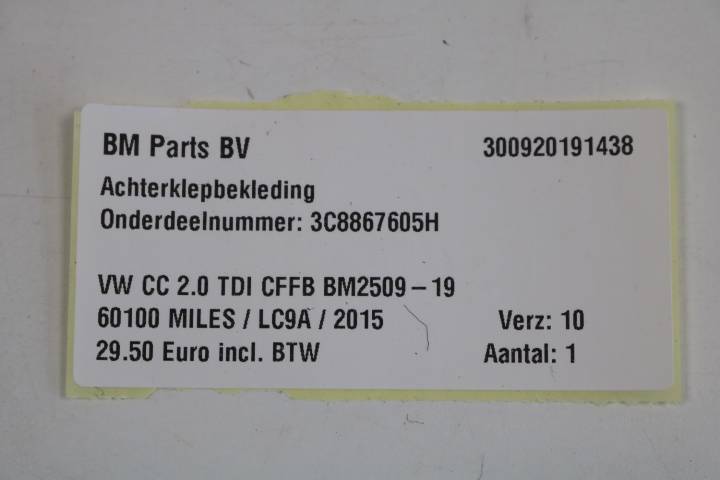 BM Parts BV 300920191438
Achterklepbekleding
Onderdeelnummer: 3C8867605H
VW CC 2.0 TDI CFFB BM2509 – 19
60100 MILES / LC9A / 2015 Verz: 10
29.50 Euro incl. BTW Aantal: 1